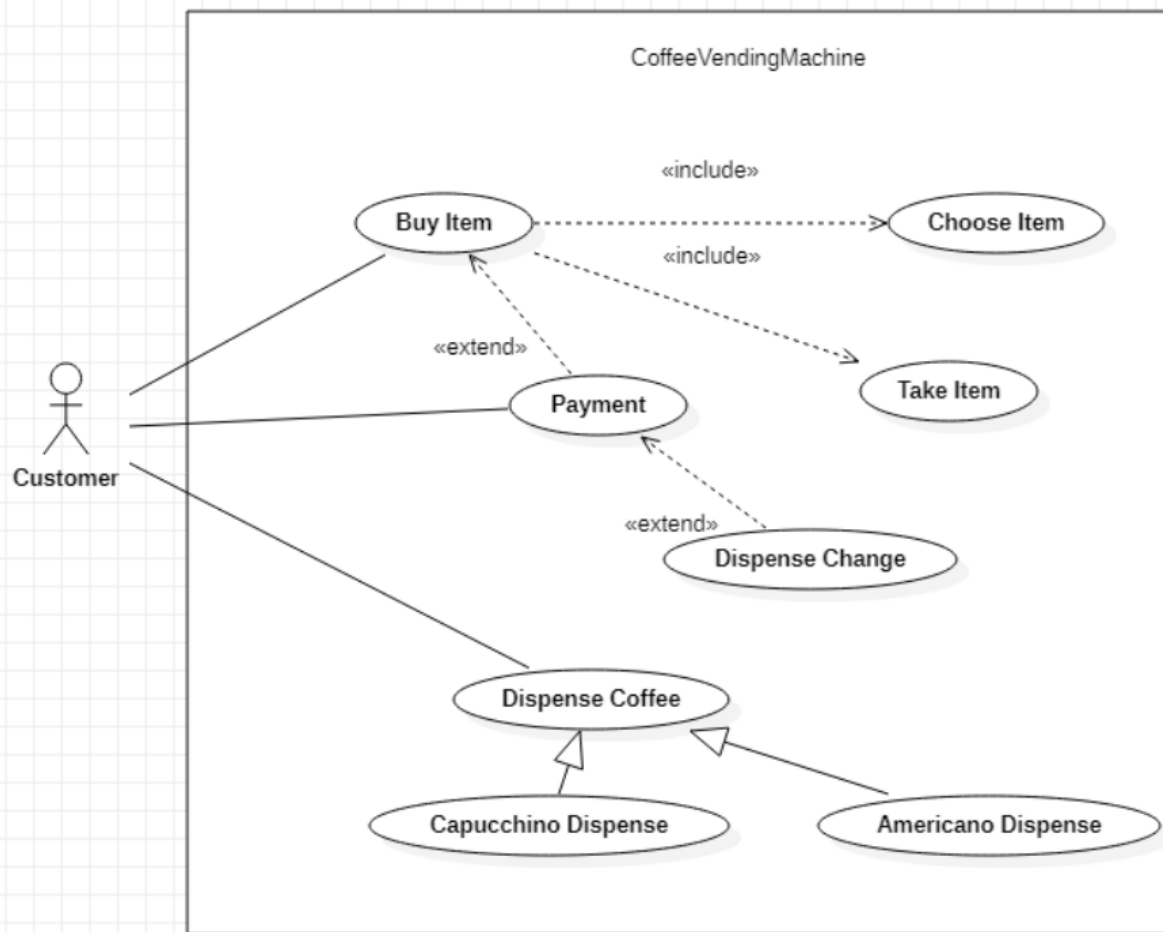 CoffeeVendingMachine
«include»
Buy Item
Choose Item
«include»
«extend»
Take Item
Payment
Customer
«extend»
Dispense Change
Dispense Coffee
Capucchino Dispense
Americano Dispense